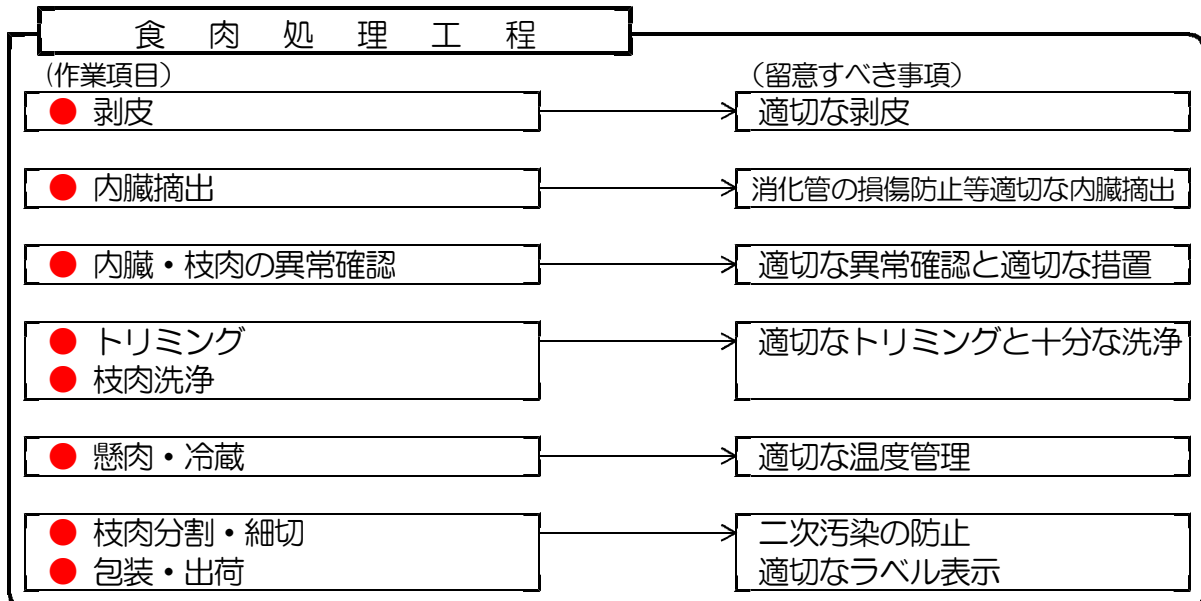 食肉処理工程
(作業項目) (留意すべき事項)
● 剥皮 適切な剥皮
● 内臓摘出 消化管の損傷防止等適切な内臓摘出
● 内臓・枝肉の異常確認 適切な異常確認と適切な措置
● トリミング 適切なトリミングと十分な洗浄
● 枝肉洗浄
● 懸肉・冷蔵 適切な温度管理
● 枝肉分割・細切 二次汚染の防止
● 包装・出荷 適切なラベル表示